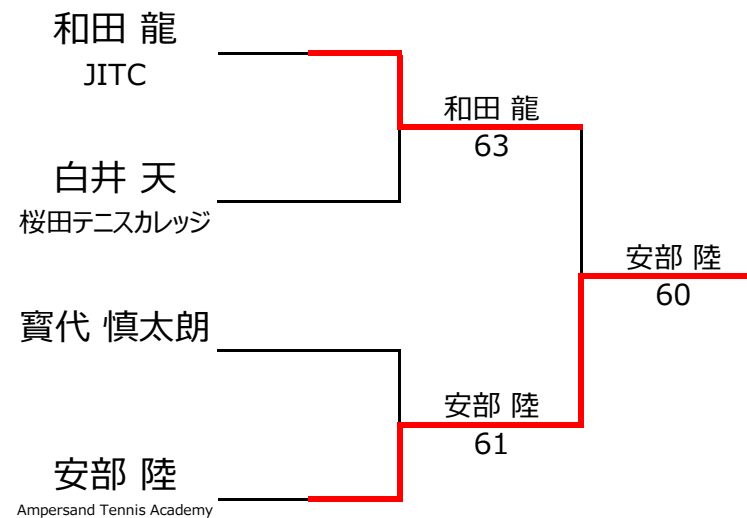 和田 龍
JITC
和田 龍
63
白井 天
桜田テニスカレッジ
安部 陸
60
寳代 慎太朗
安部 陸
61
安部 陸
Ampersand Tennis Academy